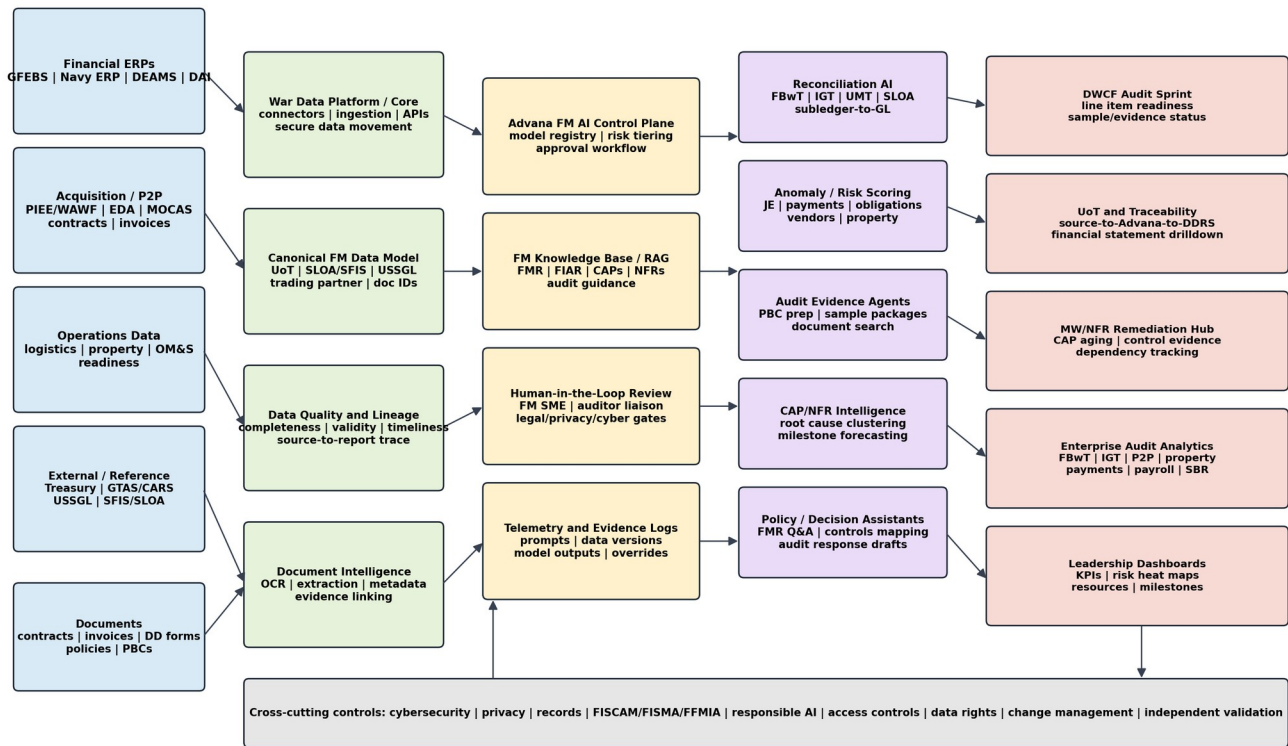 Financial ERPs
GFEBS | Navy ERP | DEAMS | DAI
Acquisition / P2P
PIEE/WAWF | EDA | MOCAS
contracts | invoices
Operations Data
logistics | property | OM&S
readiness
External / Reference
Treasury | GTAS/CARS
USSGL | SFIS/SLOA
Documents
contracts | invoices | DD forms
policies | PBCs
War Data Platform / Core
connectors | ingestion | APIs
secure data movement
Canonical FM Data Model
UoT | SLOA/SFIS | USSGL
trading partner | doc IDs
Data Quality and Lineage
completeness | validity | timeliness
source-to-report trace
Document Intelligence
OCR | extraction | metadata
evidence linking
Advana FM AI Control Plane
model registry | risk tiering
approval workflow
FM Knowledge Base / RAG
FMR | FIAR | CAPs | NFRs
audit guidance
Human-in-the-Loop Review
FM SME | auditor liaison
legal/privacy/cyber gates
Telemetry and Evidence Logs
prompts | data versions
model outputs | overrides
Reconciliation AI
FBwT | IGT | UMT | SLOA
subledger-to-GL
Anomaly / Risk Scoring
JE | payments | obligations
vendors | property
Audit Evidence Agents
PBC prep | sample packages
document search
CAP/NFR Intelligence
root cause clustering
milestone forecasting
Policy / Decision Assistants
FMR Q&A | controls mapping
audit response drafts
DWCF Audit Sprint
line item readiness
sample/evidence status
UoT and Traceability
source-to-Advana-to-DDRS
financial statement drilldown
MW/NFR Remediation Hub
CAP aging | control evidence
dependency tracking
Enterprise Audit Analytics
FBwT | IGT | P2P | property
payments | payroll | SBR
Leadership Dashboards
KPIs | risk heat maps
resources | milestones
Cross-cutting controls: cybersecurity | privacy | records | FISCAM/FISMA/FFMIA | responsible AI | access controls | data rights | change management | independent validation